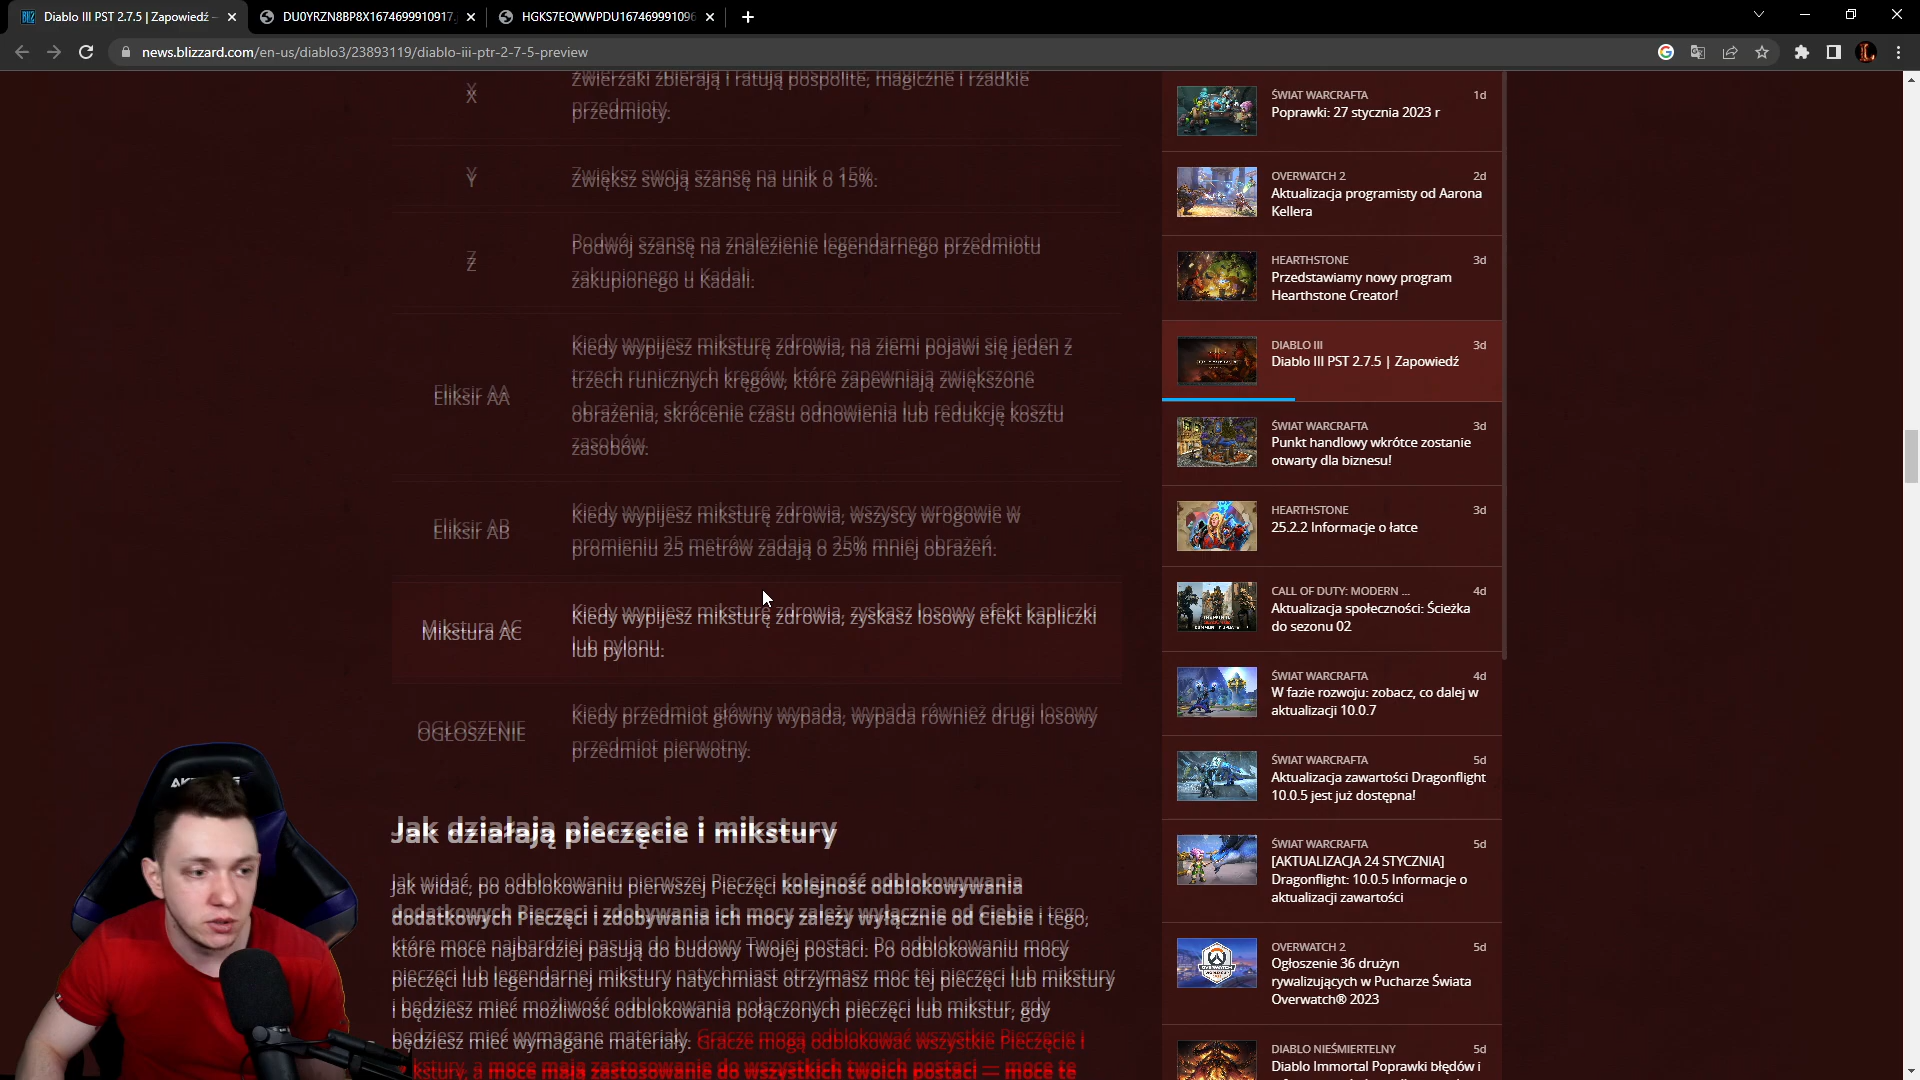 Diablo III PST 2.7.5 | Zapowiedź
DU0YRZN8BP8X1674699910917.
HGKS7EQWWPDU167469991096
news.blizzard.com/en-us/diablo3/23893119/diablo-iii-ptr-2-7-5-preview
X
zwierzaki zbierają i ratują pospolite, magiczne i rzadkie
przedmioty.
Y
Zwiększ swoją szansę na unik o 15%.
Z
Podwój szansę na znalezienie legendarnego przedmiotu
zakupionego u Kadali.
Eliksir AA
Kiedy wypijesz miksturę zdrowia, na ziemi pojawi się jeden z
trzech runicznych kręgów, które zapewniają zwiększone
obrażenia, skrócenie czasu odnowienia lub redukcję kosztu
zasobów.
Eliksir AB
Kiedy wypijesz miksturę zdrowia, wszyscy wrogowie w
promieniu 25 metrów zadają o 25% mniej obrażeń.
Mikstura AC
Kiedy wypijesz miksturę zdrowia, zyskasz losowy efekt kapliczki
lub pylonu.
OGŁOSZENIE
Kiedy przedmiot główny wypada, wypada również drugi losowy
przedmiot pierwotny.
Jak działają pieczęcie i mikstury
Jak widać, po odblokowaniu pierwszej Pieczęci kolejność odblokowywania
dodatkowych Pieczęci i zdobywania ich mocy zależy wyłącznie od Ciebie i tego,
które moce najbardziej pasują do budowy Twojej postaci. Po odblokowaniu mocy
pieczęci lub legendarnej mikstury natychmiast otrzymasz moc tej pieczęci lub mikstury
i będziesz mieć możliwość odblokowania połączonych pieczęci lub mikstur, gdy
będziesz mieć wymagane materiały. Gracze mogą odblokować wszystkie Pieczęcie i
a moce mają zastosowanie do wszystkich twoich postaci — moce te
ŚWIAT WARCRAFTA 1d
Poprawki: 27 stycznia 2023 r
OVERWATCH 2 2d
Aktualizacja programisty od Aarona
Kellera
HEARTHSTONE 3d
Przedstawiamy nowy program
Hearthstone Creator!
DIABLO III 3d
Diablo III PST 2.7.5 | Zapowiedź
ŚWIAT WARCRAFTA 3d
Punkt handlowy wkrótce zostanie
otwarty dla biznesu!
HEARTHSTONE 3d
25.2.2 Informacje o łatce
CALL OF DUTY: MODERN ... 4d
Aktualizacja społeczności: Ścieżka
do sezonu 02
ŚWIAT WARCRAFTA 4d
W fazie rozwoju: zobacz, co dalej w
aktualizacji 10.0.7
ŚWIAT WARCRAFTA 5d
Aktualizacja zawartości Dragonflight
10.0.5 jest już dostępna!
ŚWIAT WARCRAFTA 5d
[AKTUALIZACJA 24 STYCZNIA]
Dragonflight: 10.0.5 Informacje o
aktualizacji zawartości
OVERWATCH 2 5d
Ogłoszenie 36 drużyn
rywalizujących w Pucharze Świata
Overwatch® 2023
DIABLO NIEŚMIERTELNY 5d
Diablo Immortal Poprawki błędów i